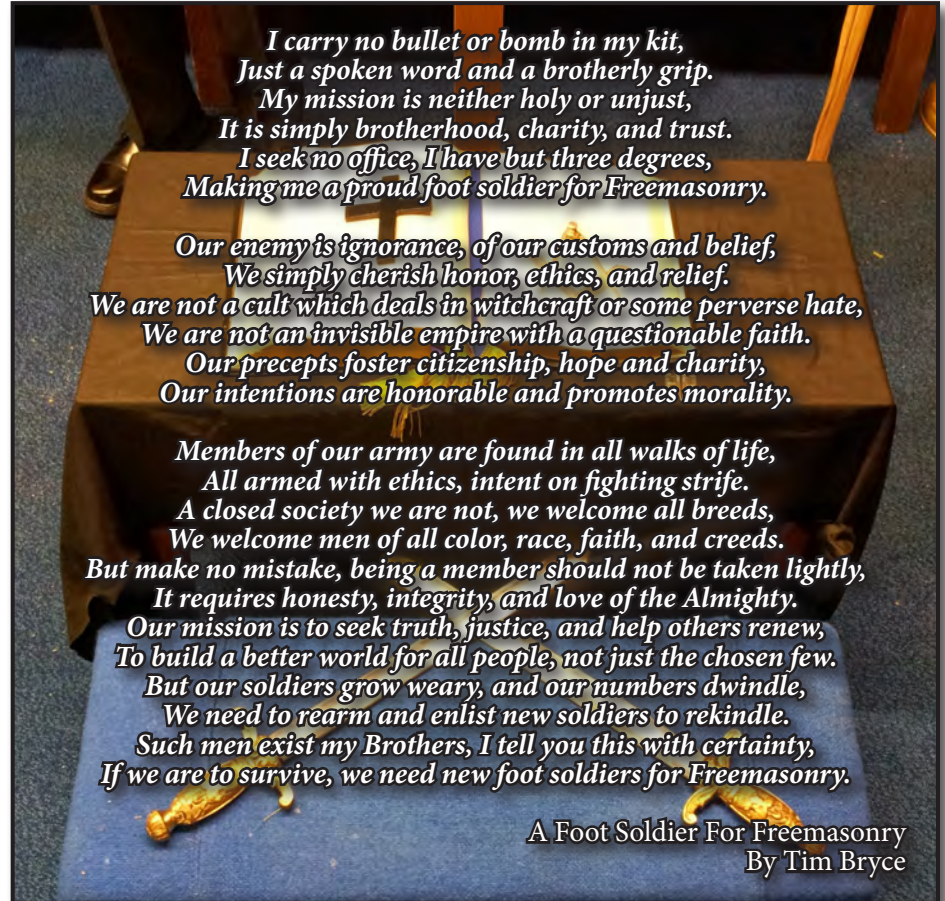 I carry no bullet or bomb in my kit,
Just a spoken word and a brotherly grip.
My mission is neither holy or unjust,
It is simply brotherhood, charity, and trust.
I seek no office, I have but three degrees,
Making me a proud foot soldier for Freemasonry.
Our enemy is ignorance, of our customs and belief,
We simply cherish honor, ethics, and relief.
We are not a cult which deals in witchcraft or some perverse hate,
We are not an invisible empire with a questionable faith.
Our precepts foster citizenship, hope and charity,
Our intentions are honorable and promotes morality.
Members of our army are found in all walks of life,
All armed with ethics, intent on fighting strife.
A closed society we are not, we welcome all breeds,
We welcome men of all color, race, faith, and creeds.
But make no mistake, being a member should not be taken lightly,
It requires honesty, integrity, and love of the Almighty.
Our mission is to seek truth, justice, and help others renew,
To build a better world for all people, not just the chosen few.
But our soldiers grow weary, and our numbers dwindle,
We need to rearm and enlist new soldiers to rekindle.
Such men exist my Brothers, I tell you this with certainty,
If we are to survive, we need new foot soldiers for Freemasonry.
A Foot Soldier For Freemasonry
By Tim Bryce